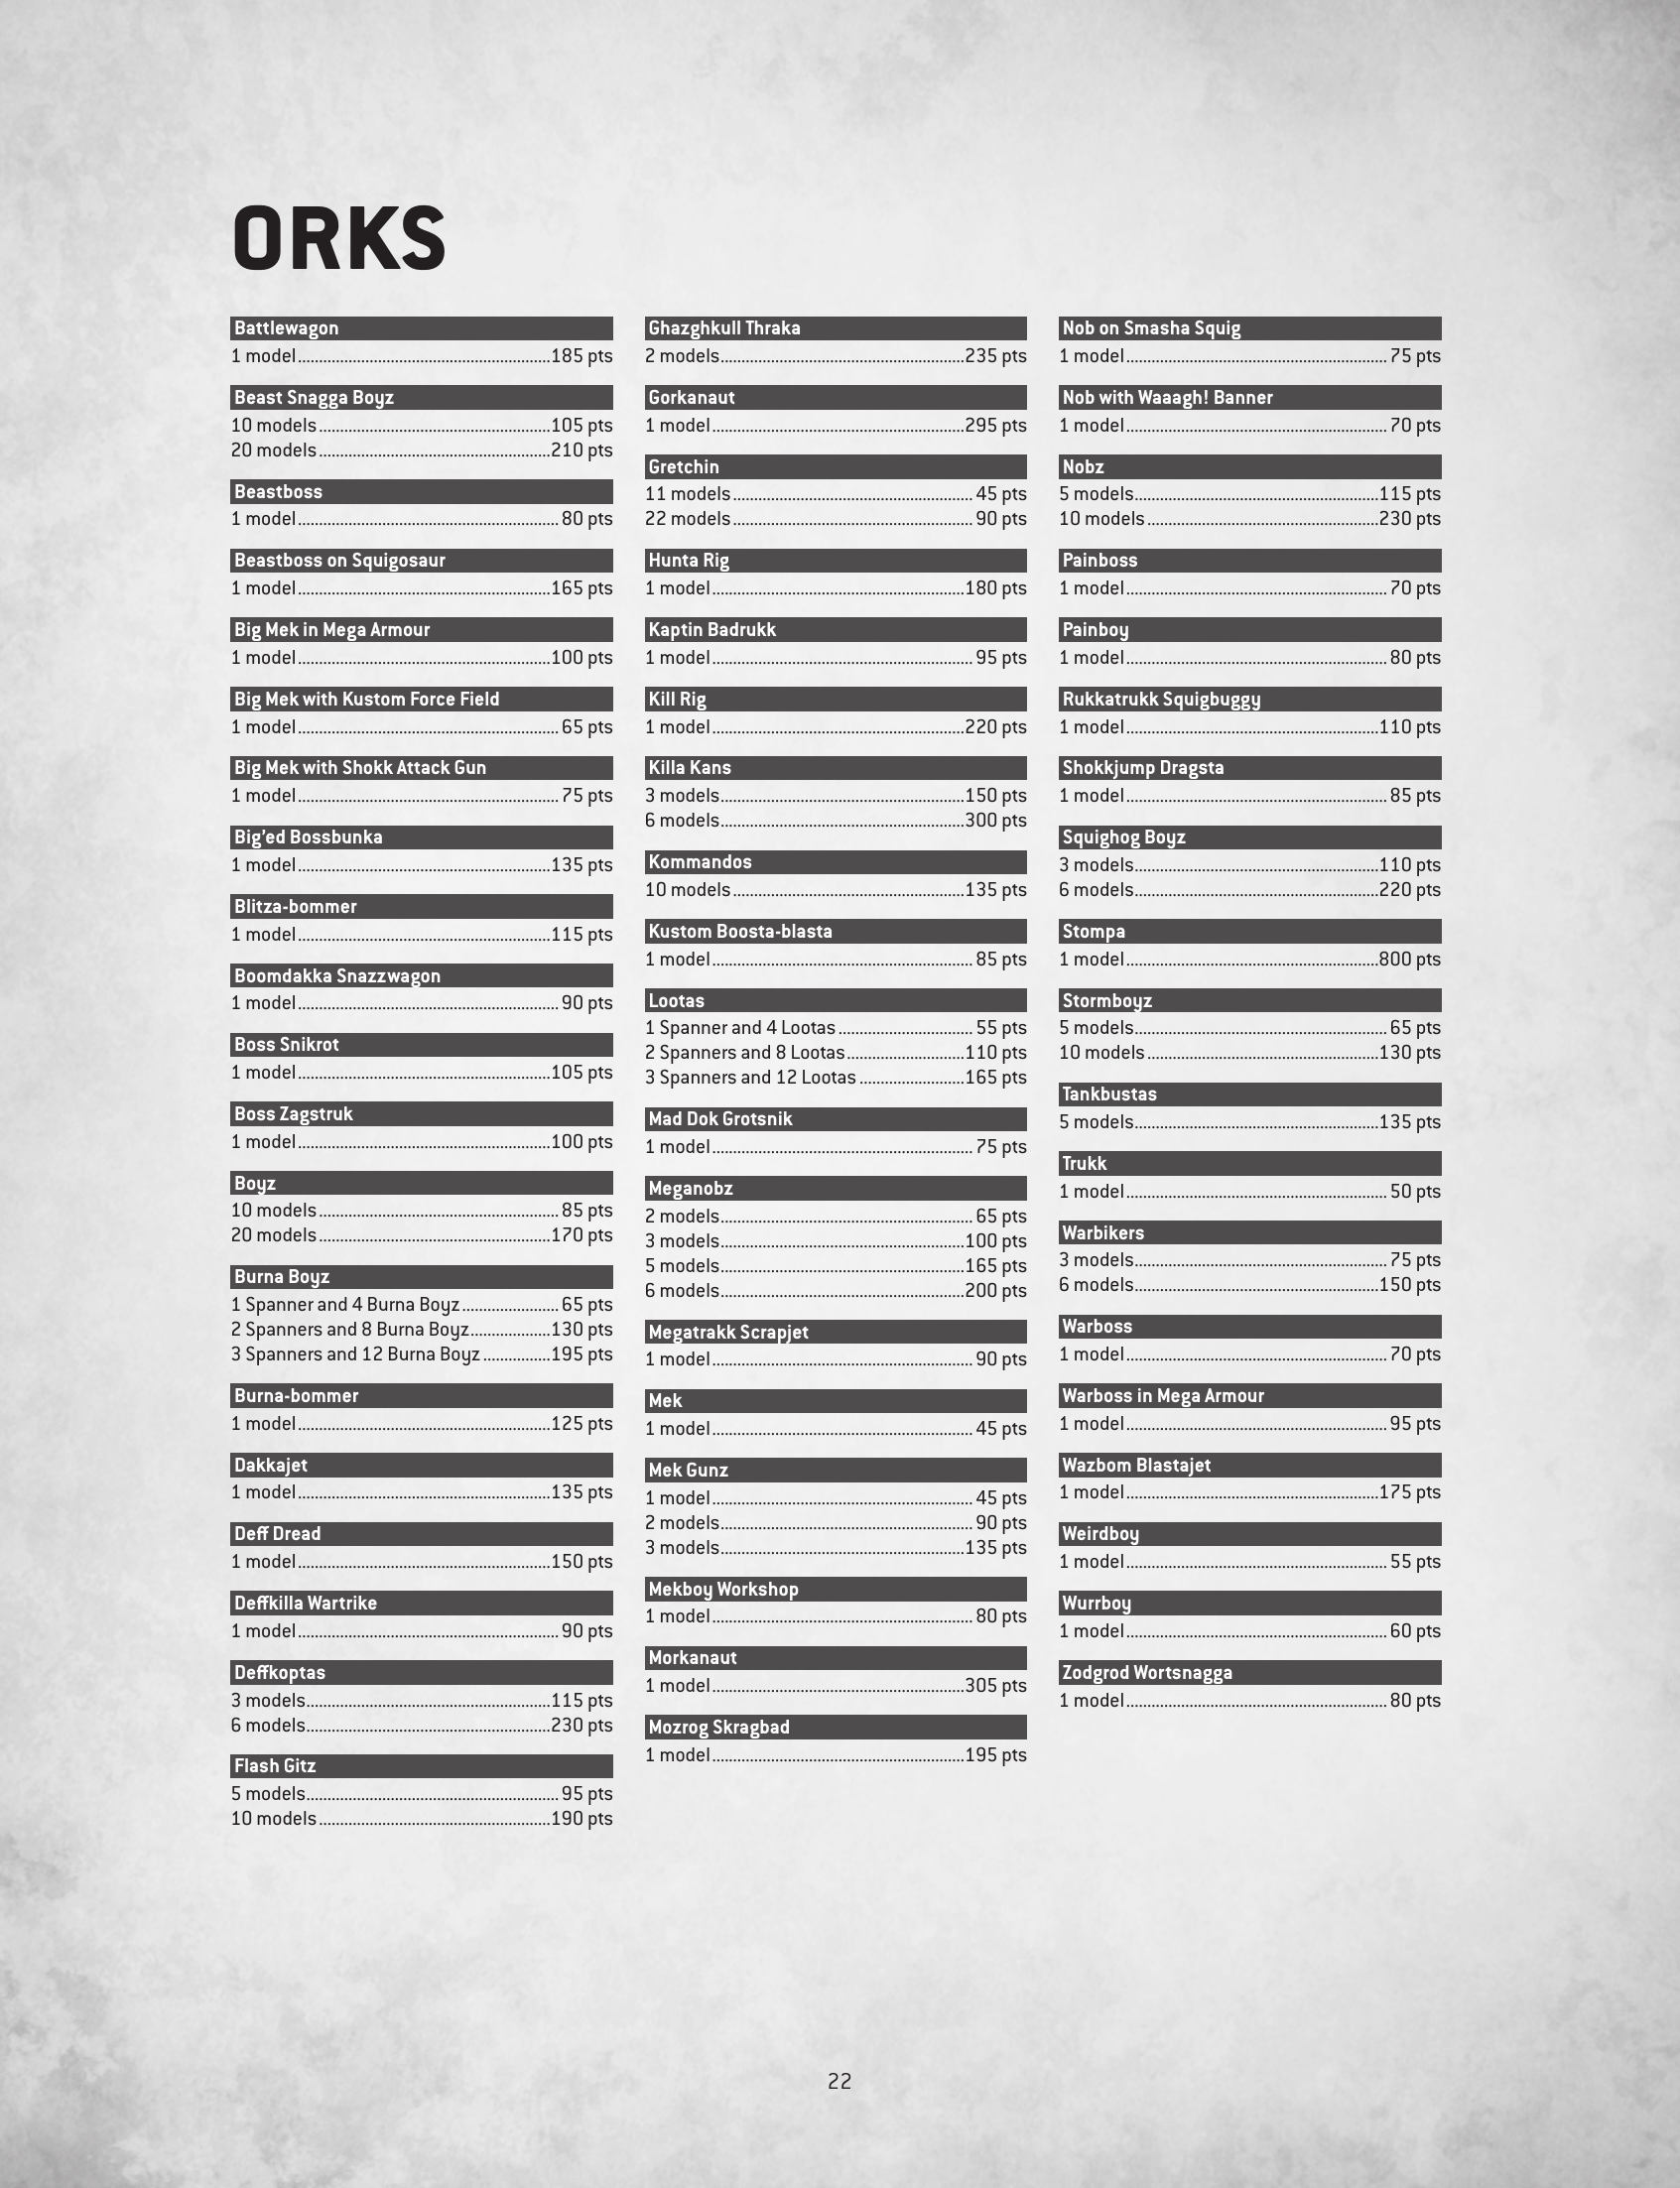 ORKS
Battlewagon
1 model 185 pts
Beast Snagga Boyz
10 models 105 pts
20 models 210 pts
Beastboss
1 model 80 pts
Beastboss on Squigosaur
1 model 165 pts
Big Mek in Mega Armour
1 model 100 pts
Big Mek with Kustom Force Field
1 model 65 pts
Big Mek with Shokk Attack Gun
1 model 75 pts
Big’ed Bossbunka
1 model 135 pts
Blitza-bommer
1 model 115 pts
Boomdakka Snazzwagon
1 model 90 pts
Boss Snikrot
1 model 105 pts
Boss Zagstruk
1 model 100 pts
Boyz
10 models 85 pts
20 models 170 pts
Burna Boyz
1 Spanner and 4 Burna Boyz 65 pts
2 Spanners and 8 Burna Boyz 130 pts
3 Spanners and 12 Burna Boyz 195 pts
Burna-bommer
1 model 125 pts
Dakkajet
1 model 135 pts
Deff Dread
1 model 150 pts
Deffkilla Wartrike
1 model 90 pts
Deffkoptas
3 models 115 pts
6 models 230 pts
Flash Gitz
5 models 95 pts
10 models 190 pts
Ghazghkull Thraka
2 models 235 pts
Gorkanaut
1 model 295 pts
Gretchin
11 models 45 pts
22 models 90 pts
Hunta Rig
1 model 180 pts
Kaptin Badrukk
1 model 95 pts
Kill Rig
1 model 220 pts
Killa Kans
3 models 150 pts
6 models 300 pts
Kommandos
10 models 135 pts
Kustom Boosta-blasta
1 model 85 pts
Lootas
1 Spanner and 4 Lootas 55 pts
2 Spanners and 8 Lootas 110 pts
3 Spanners and 12 Lootas 165 pts
Mad Dok Grotsnik
1 model 75 pts
Meganobz
2 models 65 pts
3 models 100 pts
5 models 165 pts
6 models 200 pts
Megatrakk Scrapjet
1 model 90 pts
Mek
1 model 45 pts
Mek Gunz
1 model 45 pts
2 models 90 pts
3 models 135 pts
Mekboy Workshop
1 model 80 pts
Morkanaut
1 model 305 pts
Mozrog Skragbad
1 model 195 pts
Nob on Smasha Squig
1 model 75 pts
Nob with Waaagh! Banner
1 model 70 pts
Nobz
5 models 115 pts
10 models 230 pts
Painboss
1 model 70 pts
Painboy
1 model 80 pts
Rukkatrukk Squigbuggy
1 model 110 pts
Shokkjump Dragsta
1 model 85 pts
Squighog Boyz
3 models 110 pts
6 models 220 pts
Stompa
1 model 800 pts
Stormboyz
5 models 65 pts
10 models 130 pts
Tankbustas
5 models 135 pts
Trukk
1 model 50 pts
Warbikers
3 models 75 pts
6 models 150 pts
Warboss
1 model 70 pts
Warboss in Mega Armour
1 model 95 pts
Wazbom Blastajet
1 model 175 pts
Weirdboy
1 model 55 pts
Wurrboy
1 model 60 pts
Zodgrod Wortsnagga
1 model 80 pts
22